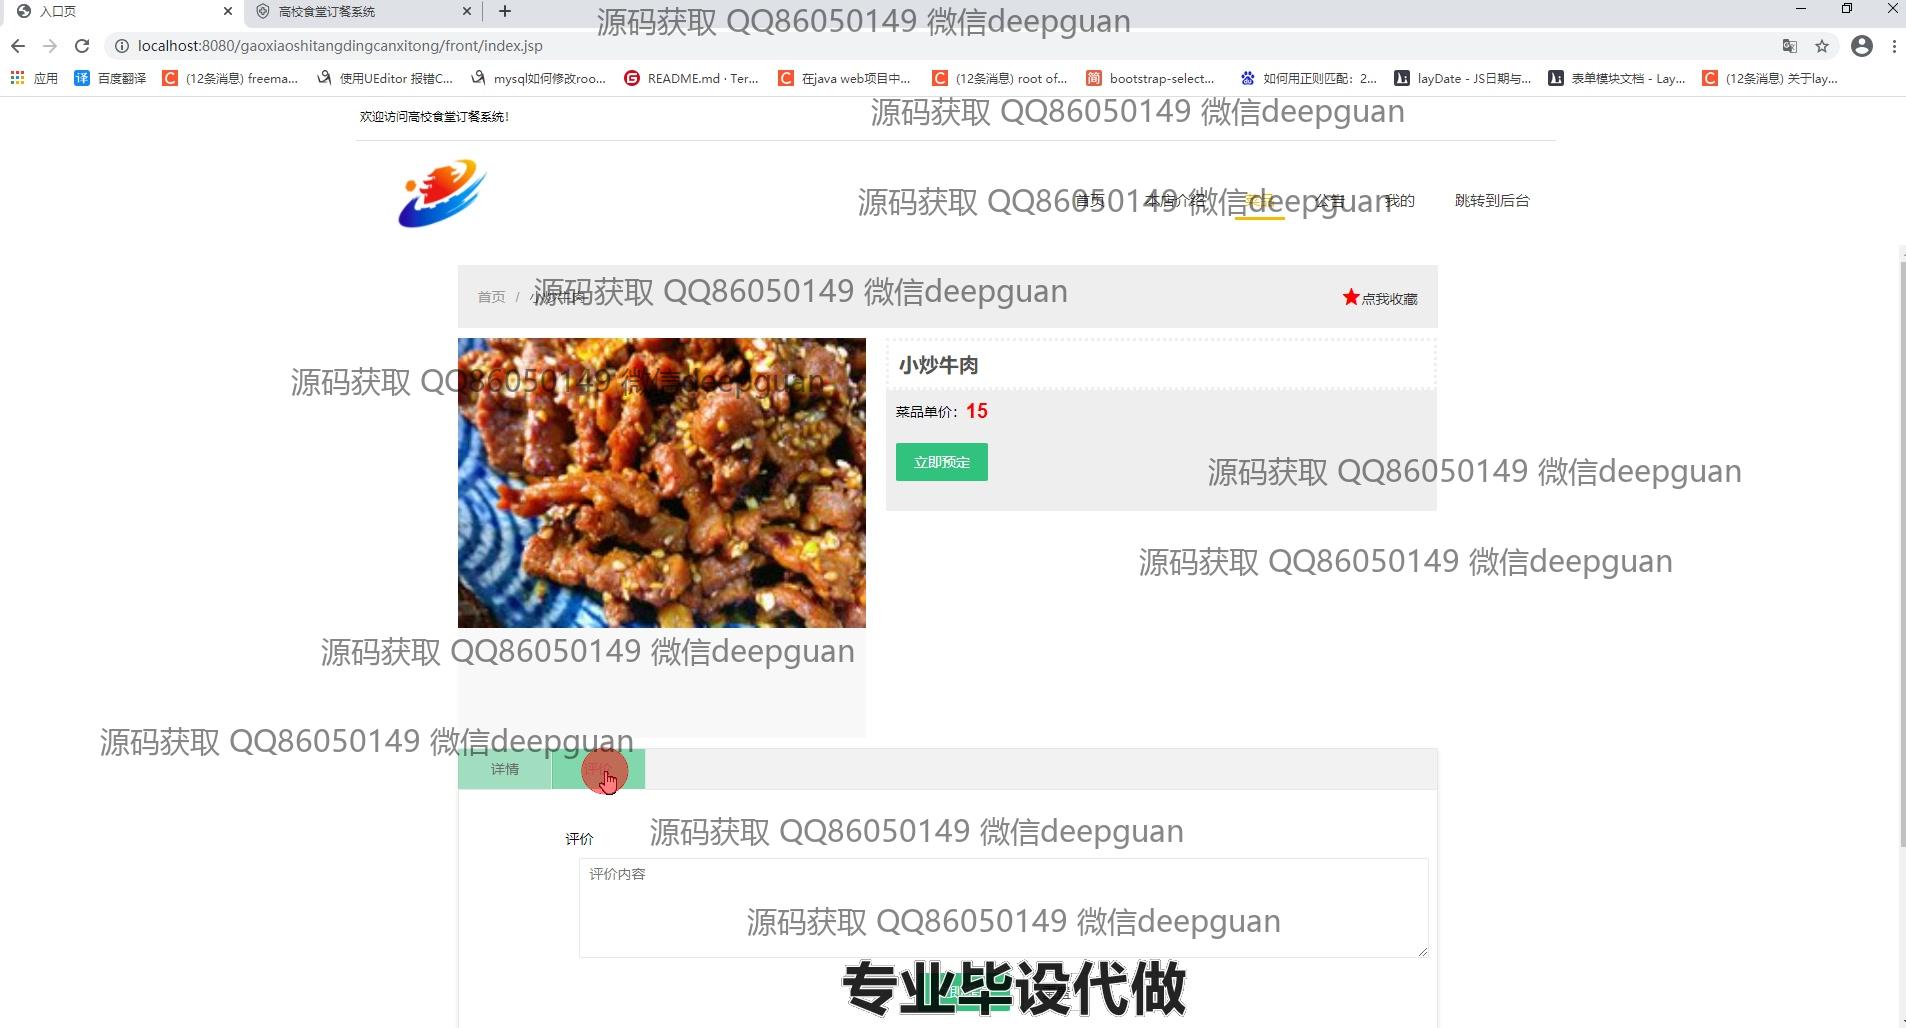 入口页
高校食堂订餐系统
源码获取 QQ86050149 微信deepguan
localhost:8080/gaoxiaoshitangdingcanxitong/front/index.jsp
应用 百度翻译 (12条消息) freema... 使用UEditor 报错C... mysql如何修改roo... README.md · Ter... 在java web项目中... (12条消息) root of... bootstrap-select... 如何用正则匹配：2... layDate - JS日期与... 表单模块文档 - Lay... (12条消息) 关于lay...
欢迎访问高校食堂订餐系统!
源码获取 QQ86050149 微信deepguan
首页 本店介绍 菜品 公告 我的 跳转到后台
源码获取 QQ86050149 微信deepguan
首页 / 小炒牛肉
点我收藏
源码获取 QQ86050149 微信deepguan
小炒牛肉
源码获取 QQ86050149 微信deepguan
菜品单价：15
立即预定
源码获取 QQ86050149 微信deepguan
源码获取 QQ86050149 微信deepguan
源码获取 QQ86050149 微信deepguan
源码获取 QQ86050149 微信deepguan
详情 评价
评价
源码获取 QQ86050149 微信deepguan
评价内容
源码获取 QQ86050149 微信deepguan
专业毕设代做